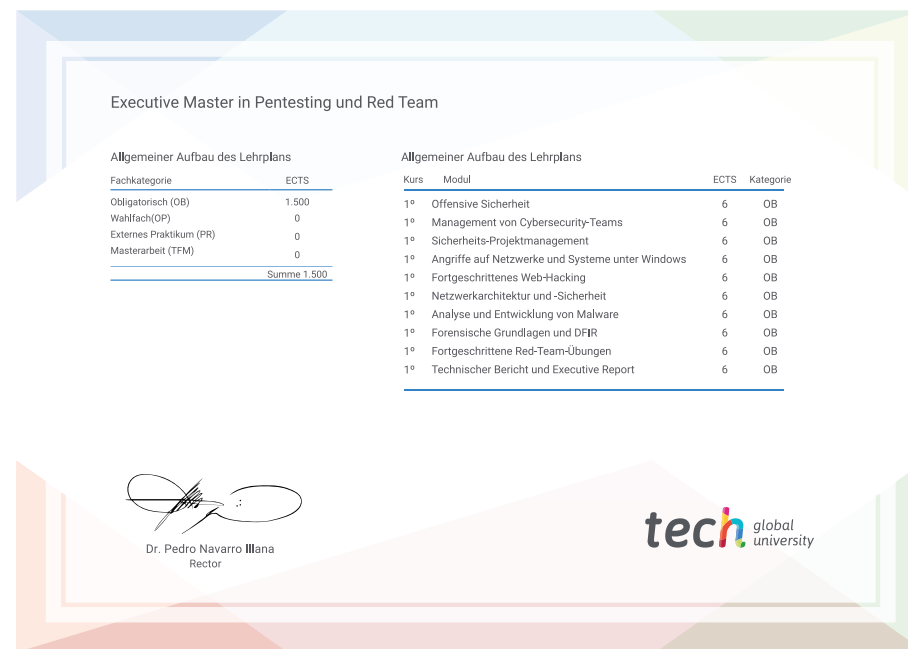 Executive Master in Pentesting und Red Team
Allgemeiner Aufbau des Lehrplans
Fachkategorie ECTS
Obligatorisch (OB) 1.500
Wahlfach(OP) 0
Externes Praktikum (PR) 0
Masterarbeit (TFM) 0
Summe 1.500
Allgemeiner Aufbau des Lehrplans
Kurs Modul ECTS Kategorie
1º Offensive Sicherheit 6 OB
1º Management von Cybersecurity-Teams 6 OB
1º Sicherheits-Projektmanagement 6 OB
1º Angriffe auf Netzwerke und Systeme unter Windows 6 OB
1º Fortgeschrittenes Web-Hacking 6 OB
1º Netzwerkarchitektur und -Sicherheit 6 OB
1º Analyse und Entwicklung von Malware 6 OB
1º Forensische Grundlagen und DFIR 6 OB
1º Fortgeschrittene Red-Team-Übungen 6 OB
1º Technischer Bericht und Executive Report 6 OB
Dr. Pedro Navarro Illana
Rector
tech global
university